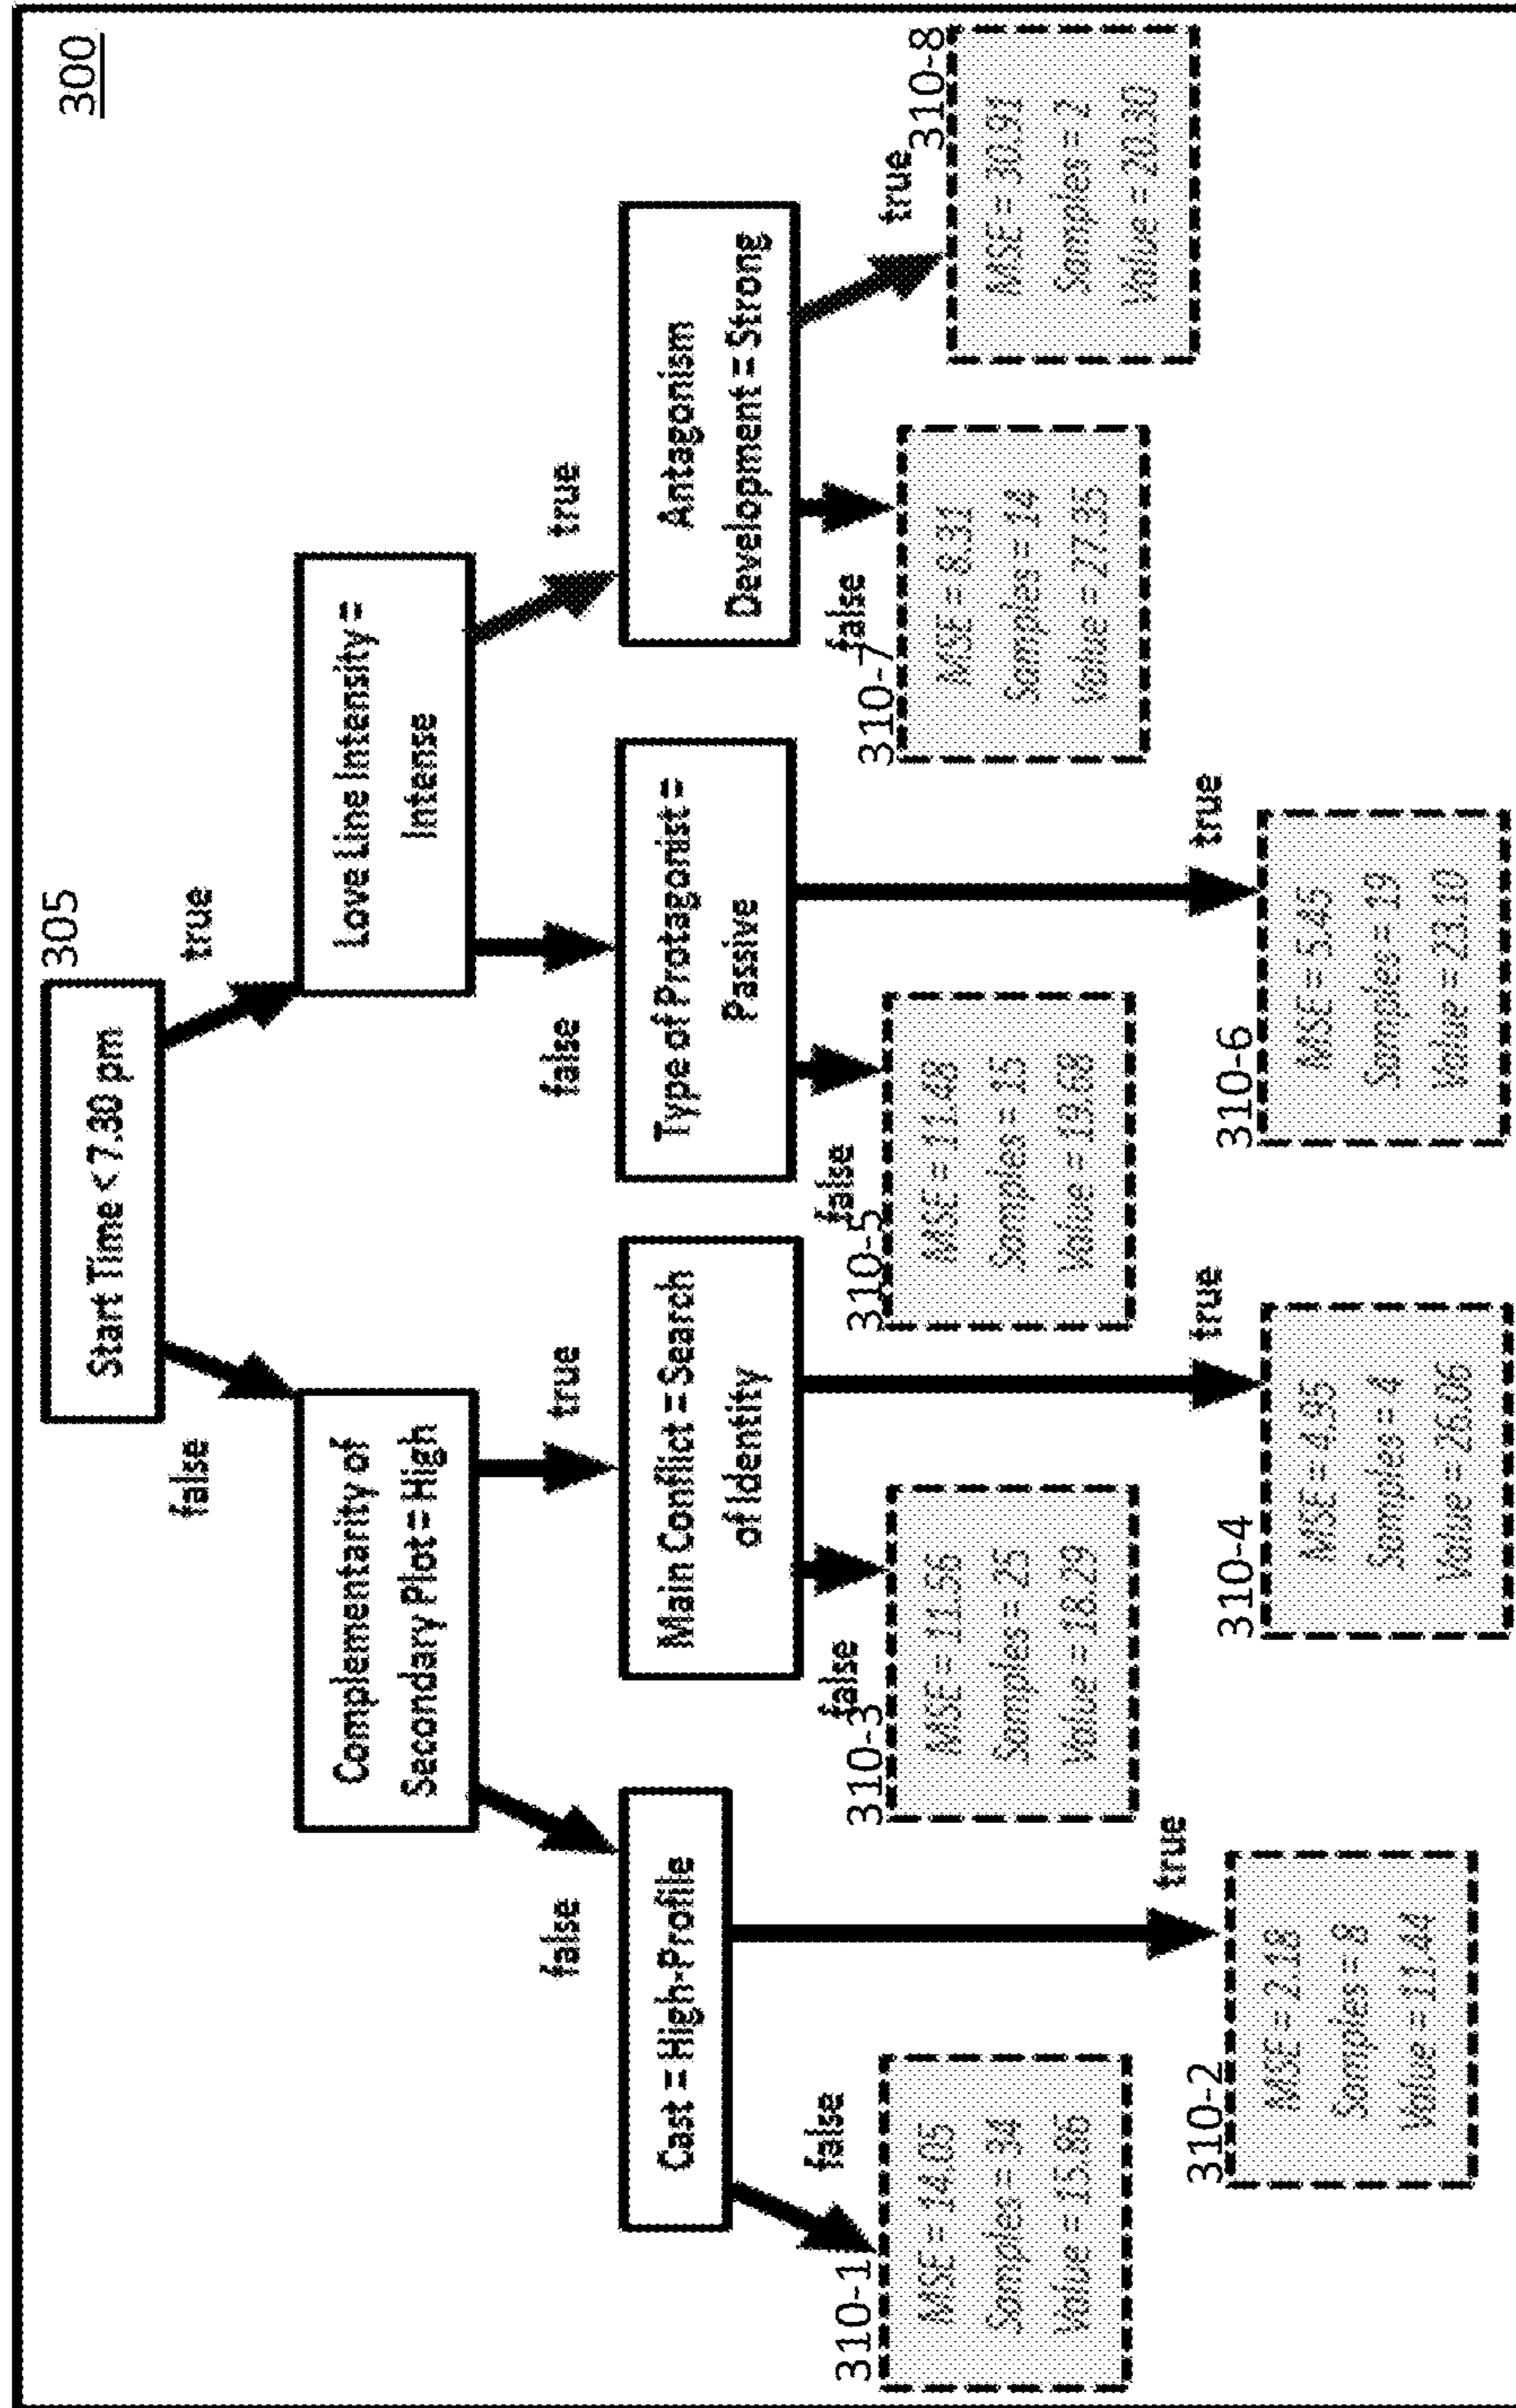 300
305
Start Time < 7.30 pm
false
true
Complementarity of
Secondary Plot = High
Love Line Intensity =
Intense
false
true
false
true
Cast = High-Profile
Main Conflict = Search
of Identity
Type of Protagonist =
Passive
Antagonism
Development = Strong
false
true
false
true
false
true
false
true
310-1
MSE = 14.05
Samples = 34
Value = 15.86
310-2
MSE = 2.18
Samples = 8
Value = 11.44
310-3
MSE = 11.56
Samples = 25
Value = 18.29
310-4
MSE = 4.95
Samples = 4
Value = 26.06
310-5
MSE = 11.48
Samples = 15
Value = 19.68
310-6
MSE = 5.45
Samples = 19
Value = 23.10
310-7
MSE = 8.31
Samples = 14
Value = 27.35
310-8
MSE = 30.91
Samples = 2
Value = 20.30